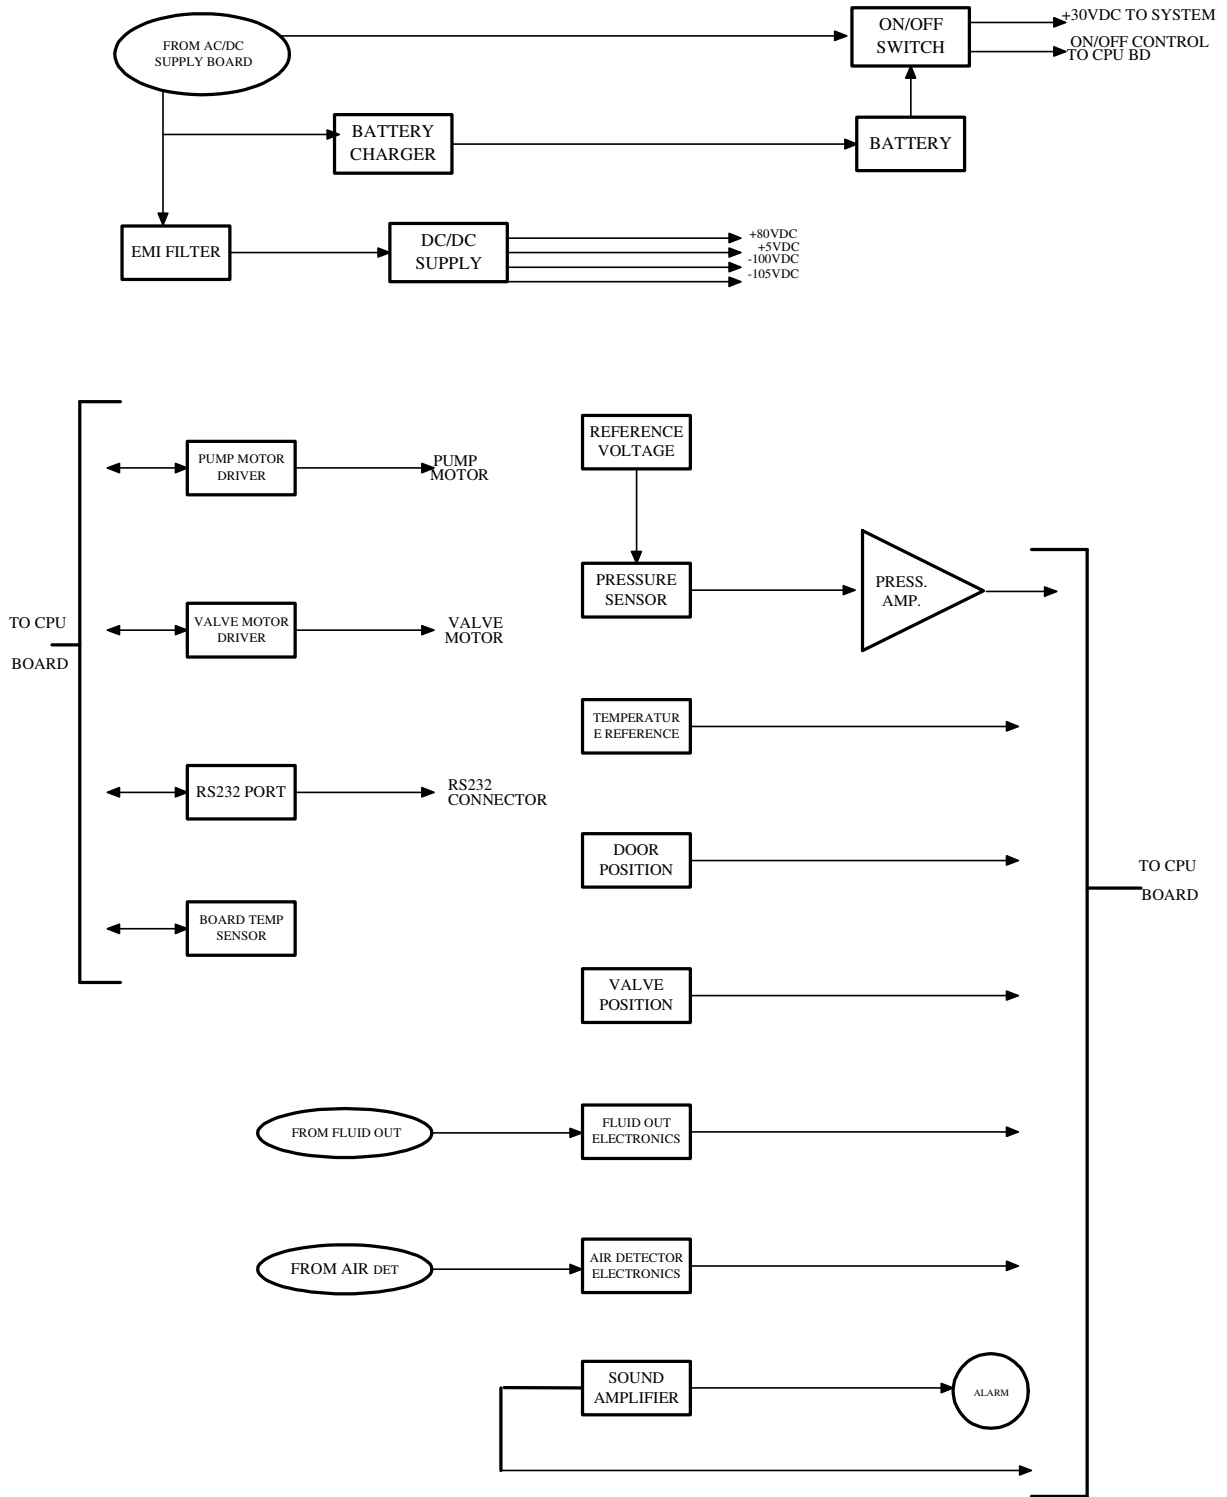 FROM AC/DC
SUPPLY BOARD
ON/OFF
SWITCH
+30VDC TO SYSTEM
ON/OFF CONTROL
TO CPU BD
BATTERY
CHARGER
BATTERY
EMI FILTER
DC/DC
SUPPLY
+80VDC
+5VDC
-100VDC
-105VDC
TO CPU
BOARD
PUMP MOTOR
DRIVER
PUMP
MOTOR
VALVE MOTOR
DRIVER
VALVE
MOTOR
RS232 PORT
RS232
CONNECTOR
BOARD TEMP
SENSOR
REFERENCE
VOLTAGE
PRESSURE
SENSOR
PRESS.
AMP.
TEMPERATUR
E REFERENCE
DOOR
POSITION
VALVE
POSITION
FROM FLUID OUT
FLUID OUT
ELECTRONICS
FROM AIR DET
AIR DETECTOR
ELECTRONICS
SOUND
AMPLIFIER
ALARM
TO CPU
BOARD